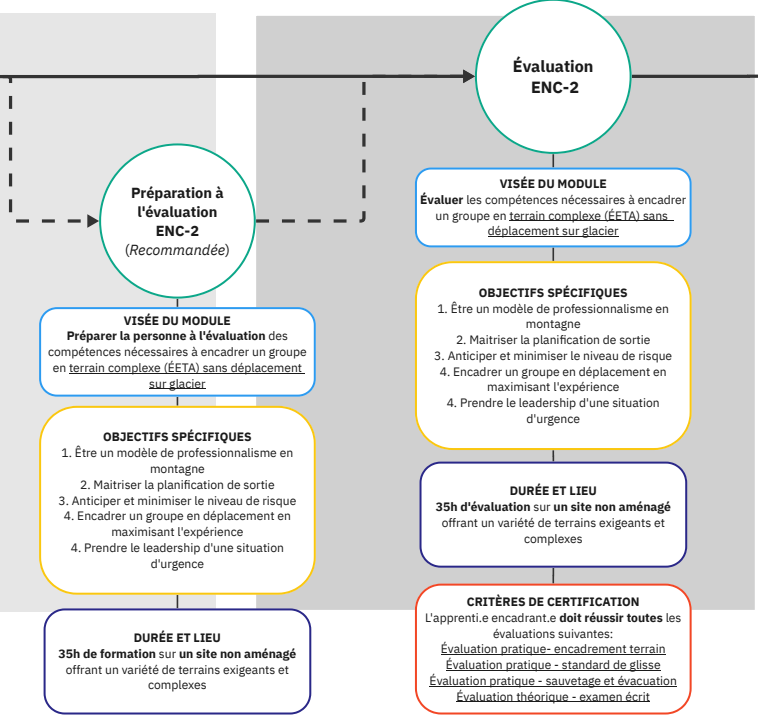 Préparation à
l'évaluation
ENC-2
(Recommandée)
VISÉE DU MODULE
Préparer la personne à l'évaluation des
compétences nécessaires à encadrer un groupe
en terrain complexe (ÉETA) sans déplacement
sur glacier
OBJECTIFS SPÉCIFIQUES
1. Être un modèle de professionnalisme en
montagne
2. Maitriser la planification de sortie
3. Anticiper et minimiser le niveau de risque
4. Encadrer un groupe en déplacement en
maximisant l'expérience
4. Prendre le leadership d'une situation
d'urgence
DURÉE ET LIEU
35h de formation sur un site non aménagé
offrant un variété de terrains exigeants et
complexes
Évaluation
ENC-2
VISÉE DU MODULE
Évaluer les compétences nécessaires à encadrer
un groupe en terrain complexe (ÉETA) sans
déplacement sur glacier
OBJECTIFS SPÉCIFIQUES
1. Être un modèle de professionnalisme en
montagne
2. Maitriser la planification de sortie
3. Anticiper et minimiser le niveau de risque
4. Encadrer un groupe en déplacement en
maximisant l'expérience
4. Prendre le leadership d'une situation
d'urgence
DURÉE ET LIEU
35h d'évaluation sur un site non aménagé
offrant un variété de terrains exigeants et
complexes
CRITÈRES DE CERTIFICATION
L'apprenti.e encadrant.e doit réussir toutes les
évaluations suivantes:
Évaluation pratique- encadrement terrain
Évaluation pratique - standard de glisse
Évaluation pratique - sauvetage et évacuation
Évaluation théorique - examen écrit